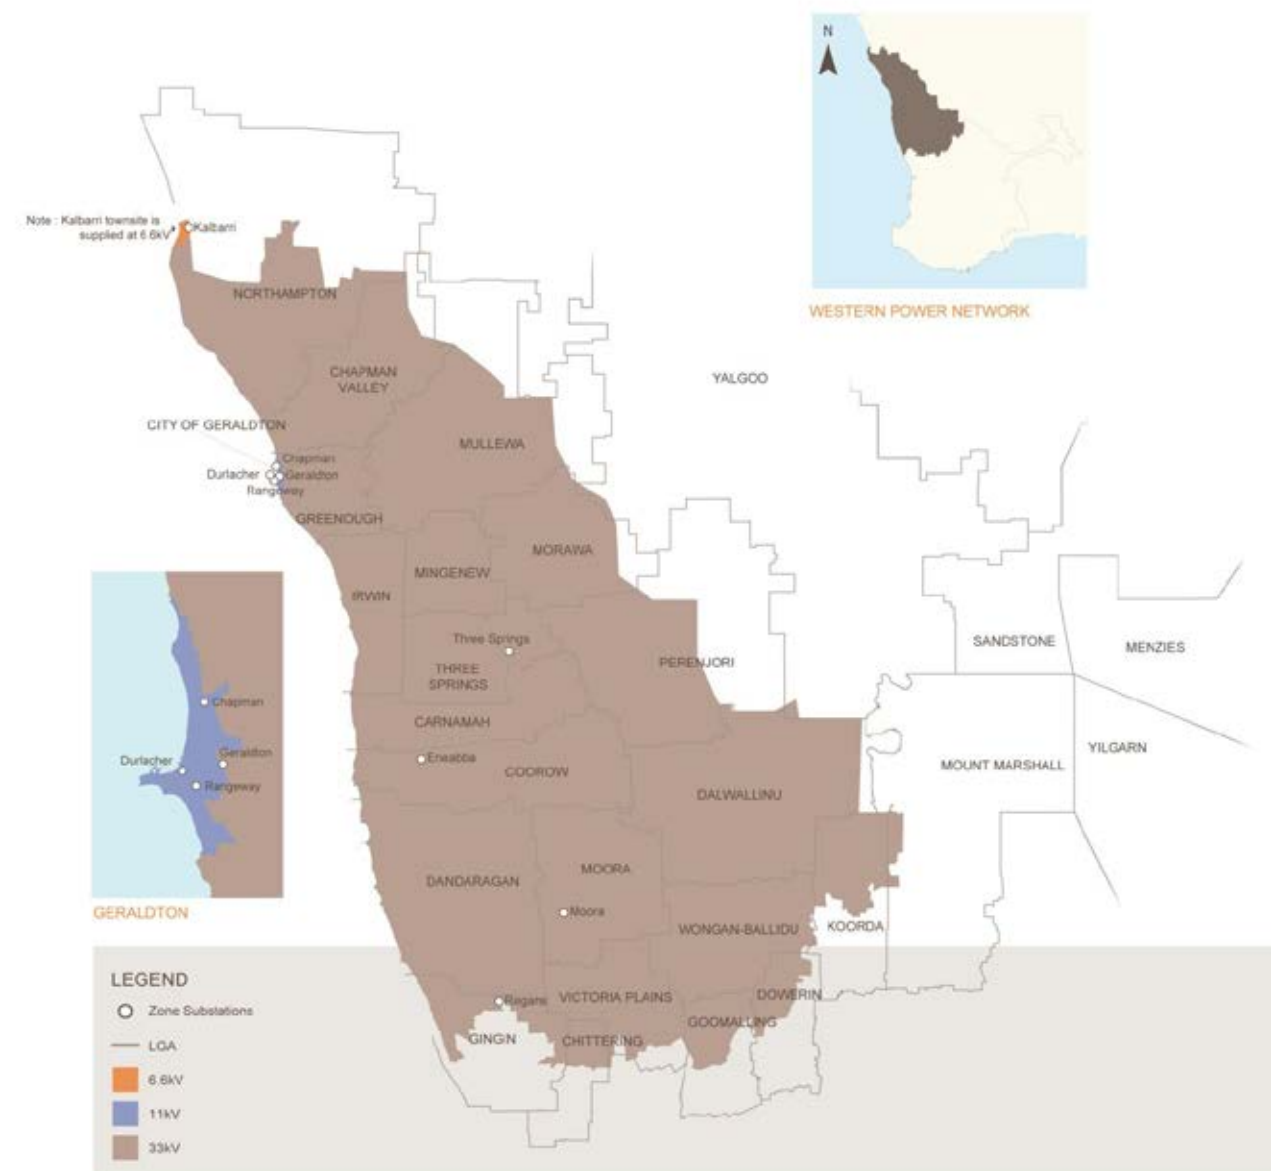 N
WESTERN POWER NETWORK
Note : Kalbarri townsite is
supplied at 6.6kV
Kalbarri
NORTHAMPTON
CHAPMAN
VALLEY
YALGOO
CITY OF GERALDTON
MULLEWA
Chapman
Durlacher
Geraldton
Rangeway
GREENOUGH
MORAWA
MINGENEW
IRWIN
Three Springs
THREE
SPRINGS
PERENJORI
SANDSTONE
MENZIES
CARNAMAH
Eneabba
COOROW
YILGARN
MOUNT MARSHALL
DALWALLINU
Chapman
Durlacher
Geraldton
Rangeway
GERALDTON
MOORA
DANDARAGAN
Moora
WONGAN-BALLIDU
KOORDA
Regans
VICTORIA PLAINS
DOWERIN
GOOMALLING
GINGIN
CHITTERING
LEGEND
Zone Substations
LGA
6.6kV
11kV
33kV